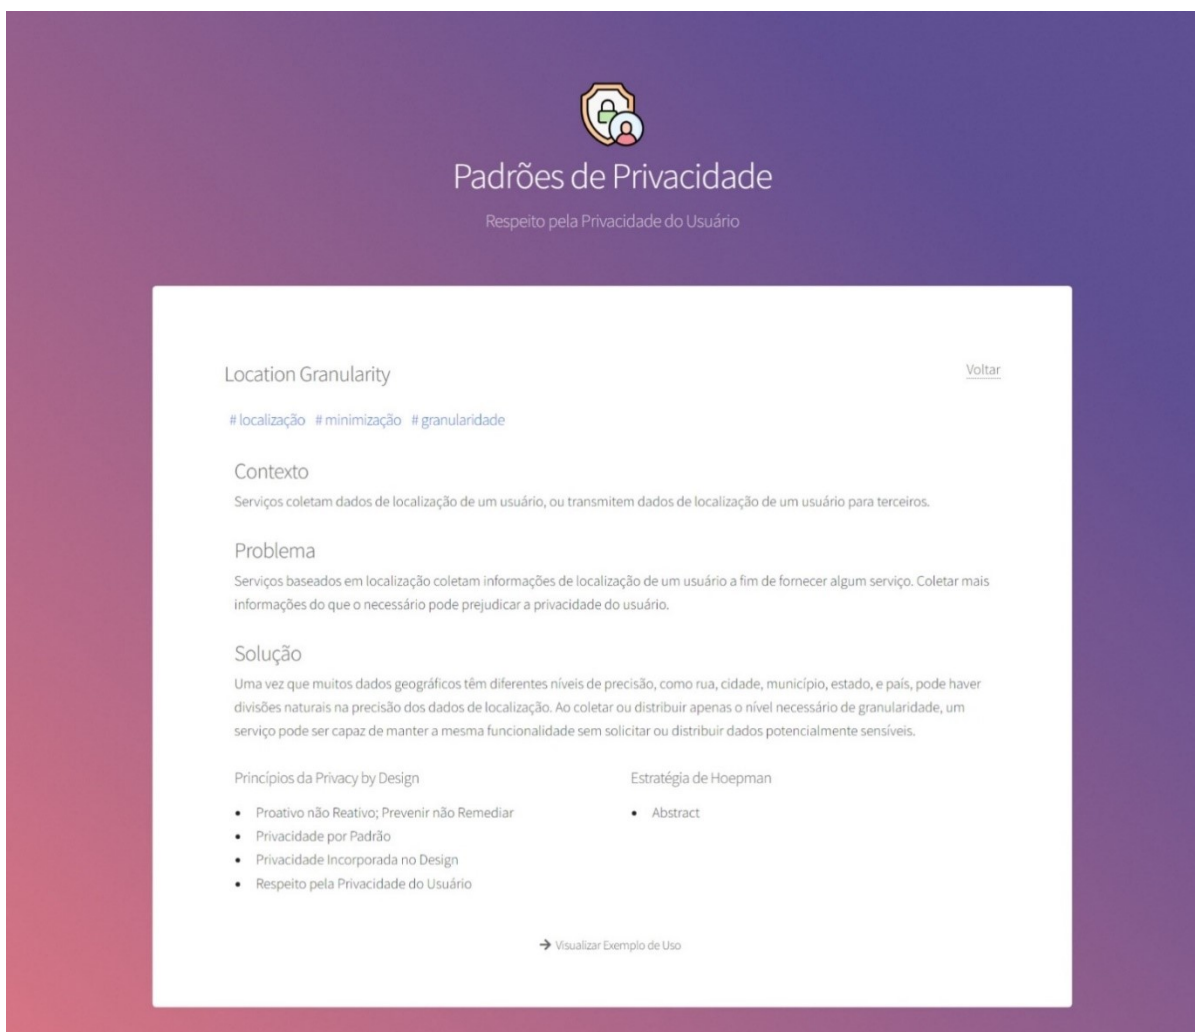 Padrões de Privacidade
Respeito pela Privacidade do Usuário
Location Granularity
Voltar
# localização # minimização # granularidade
Contexto
Serviços coletam dados de localização de um usuário, ou transmitem dados de localização de um usuário para terceiros.
Problema
Serviços baseados em localização coletam informações de localização de um usuário a fim de fornecer algum serviço. Coletar mais
informações do que o necessário pode prejudicar a privacidade do usuário.
Solução
Uma vez que muitos dados geográficos têm diferentes níveis de precisão, como rua, cidade, município, estado, e país, pode haver
divisões naturais na precisão dos dados de localização. Ao coletar ou distribuir apenas o nível necessário de granularidade, um
serviço pode ser capaz de manter a mesma funcionalidade sem solicitar ou distribuir dados potencialmente sensíveis.
Princípios da Privacy by Design
• Proativo não Reativo; Prevenir não Remediar
• Privacidade por Padrão
• Privacidade Incorporada no Design
• Respeito pela Privacidade do Usuário
Estratégia de Hoepman
• Abstract
→ Visualizar Exemplo de Uso